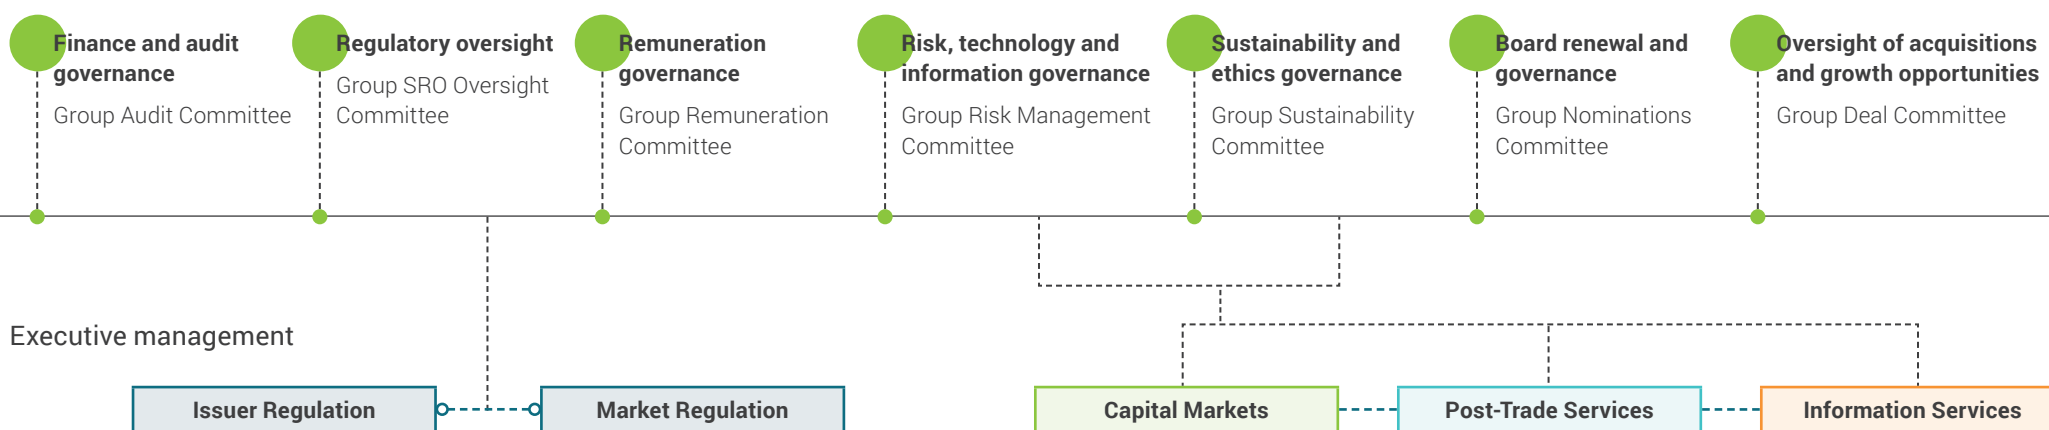 Finance and audit
governance
Group Audit Committee
Regulatory oversight
Group SRO Oversight
Committee
Remuneration
governance
Group Remuneration
Committee
Risk, technology and
information governance
Group Risk Management
Committee
Sustainability and
ethics governance
Group Sustainability
Committee
Board renewal and
governance
Group Nominations
Committee
Oversight of acquisitions
and growth opportunities
Group Deal Committee
Executive management
Issuer Regulation
Market Regulation
Capital Markets
Post-Trade Services
Information Services